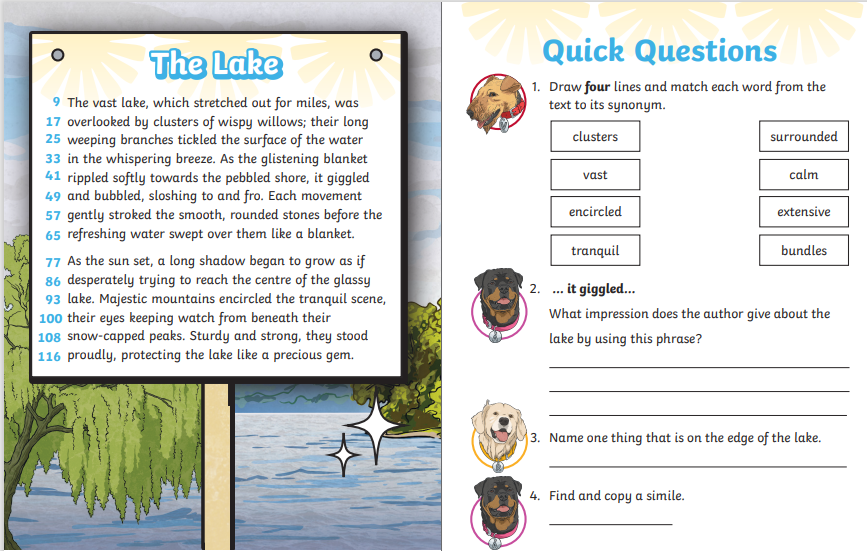 The Lake
9 The vast lake, which stretched out for miles, was
17 overlooked by clusters of wispy willows; their long
25 weeping branches tickled the surface of the water
33 in the whispering breeze. As the glistening blanket
41 rippled softly towards the pebbled shore, it giggled
49 and bubbled, sloshing to and fro. Each movement
57 gently stroked the smooth, rounded stones before the
65 refreshing water swept over them like a blanket.
77 As the sun set, a long shadow began to grow as if
86 desperately trying to reach the centre of the glassy
93 lake. Majestic mountains encircled the tranquil scene,
100 their eyes keeping watch from beneath their
108 snow-capped peaks. Sturdy and strong, they stood
116 proudly, protecting the lake like a precious gem.
Quick Questions
1. Draw four lines and match each word from the
text to its synonym.
clusters surrounded
vast calm
encircled extensive
tranquil bundles
2. ... it giggled...
What impression does the author give about the
lake by using this phrase?
3. Name one thing that is on the edge of the lake.
4. Find and copy a simile.